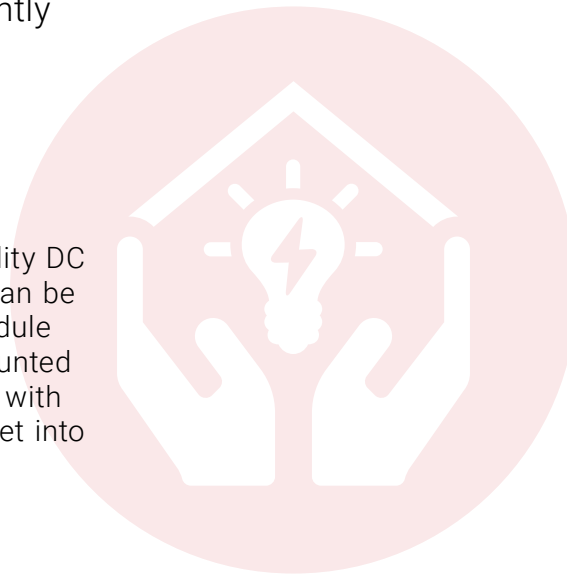 ntly
lity DC
an be
dule
unted
with
et into